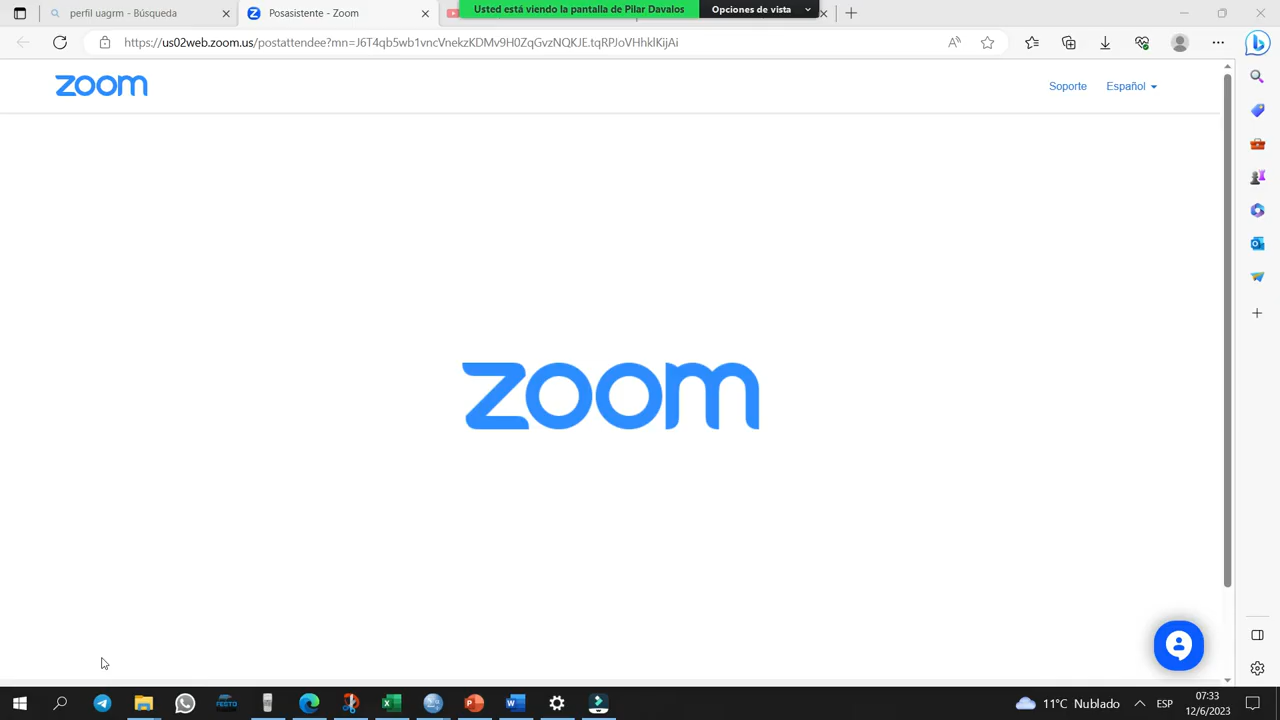 perfil uagrm - Búsqueda
Posasistente - Zoom
Usted está viendo la pantalla de Pilar Davalos
Opciones de vista
https://us02web.zoom.us/postattendee?mn=J6T4qb5wb1vncVnekzKDMv9H0ZqGvzNQKJE.tqRPJoVHhklKijAi
zoom
Soporte
Español
zoom
FESTO
11°C Nublado
ESP
07:33
12/6/2023